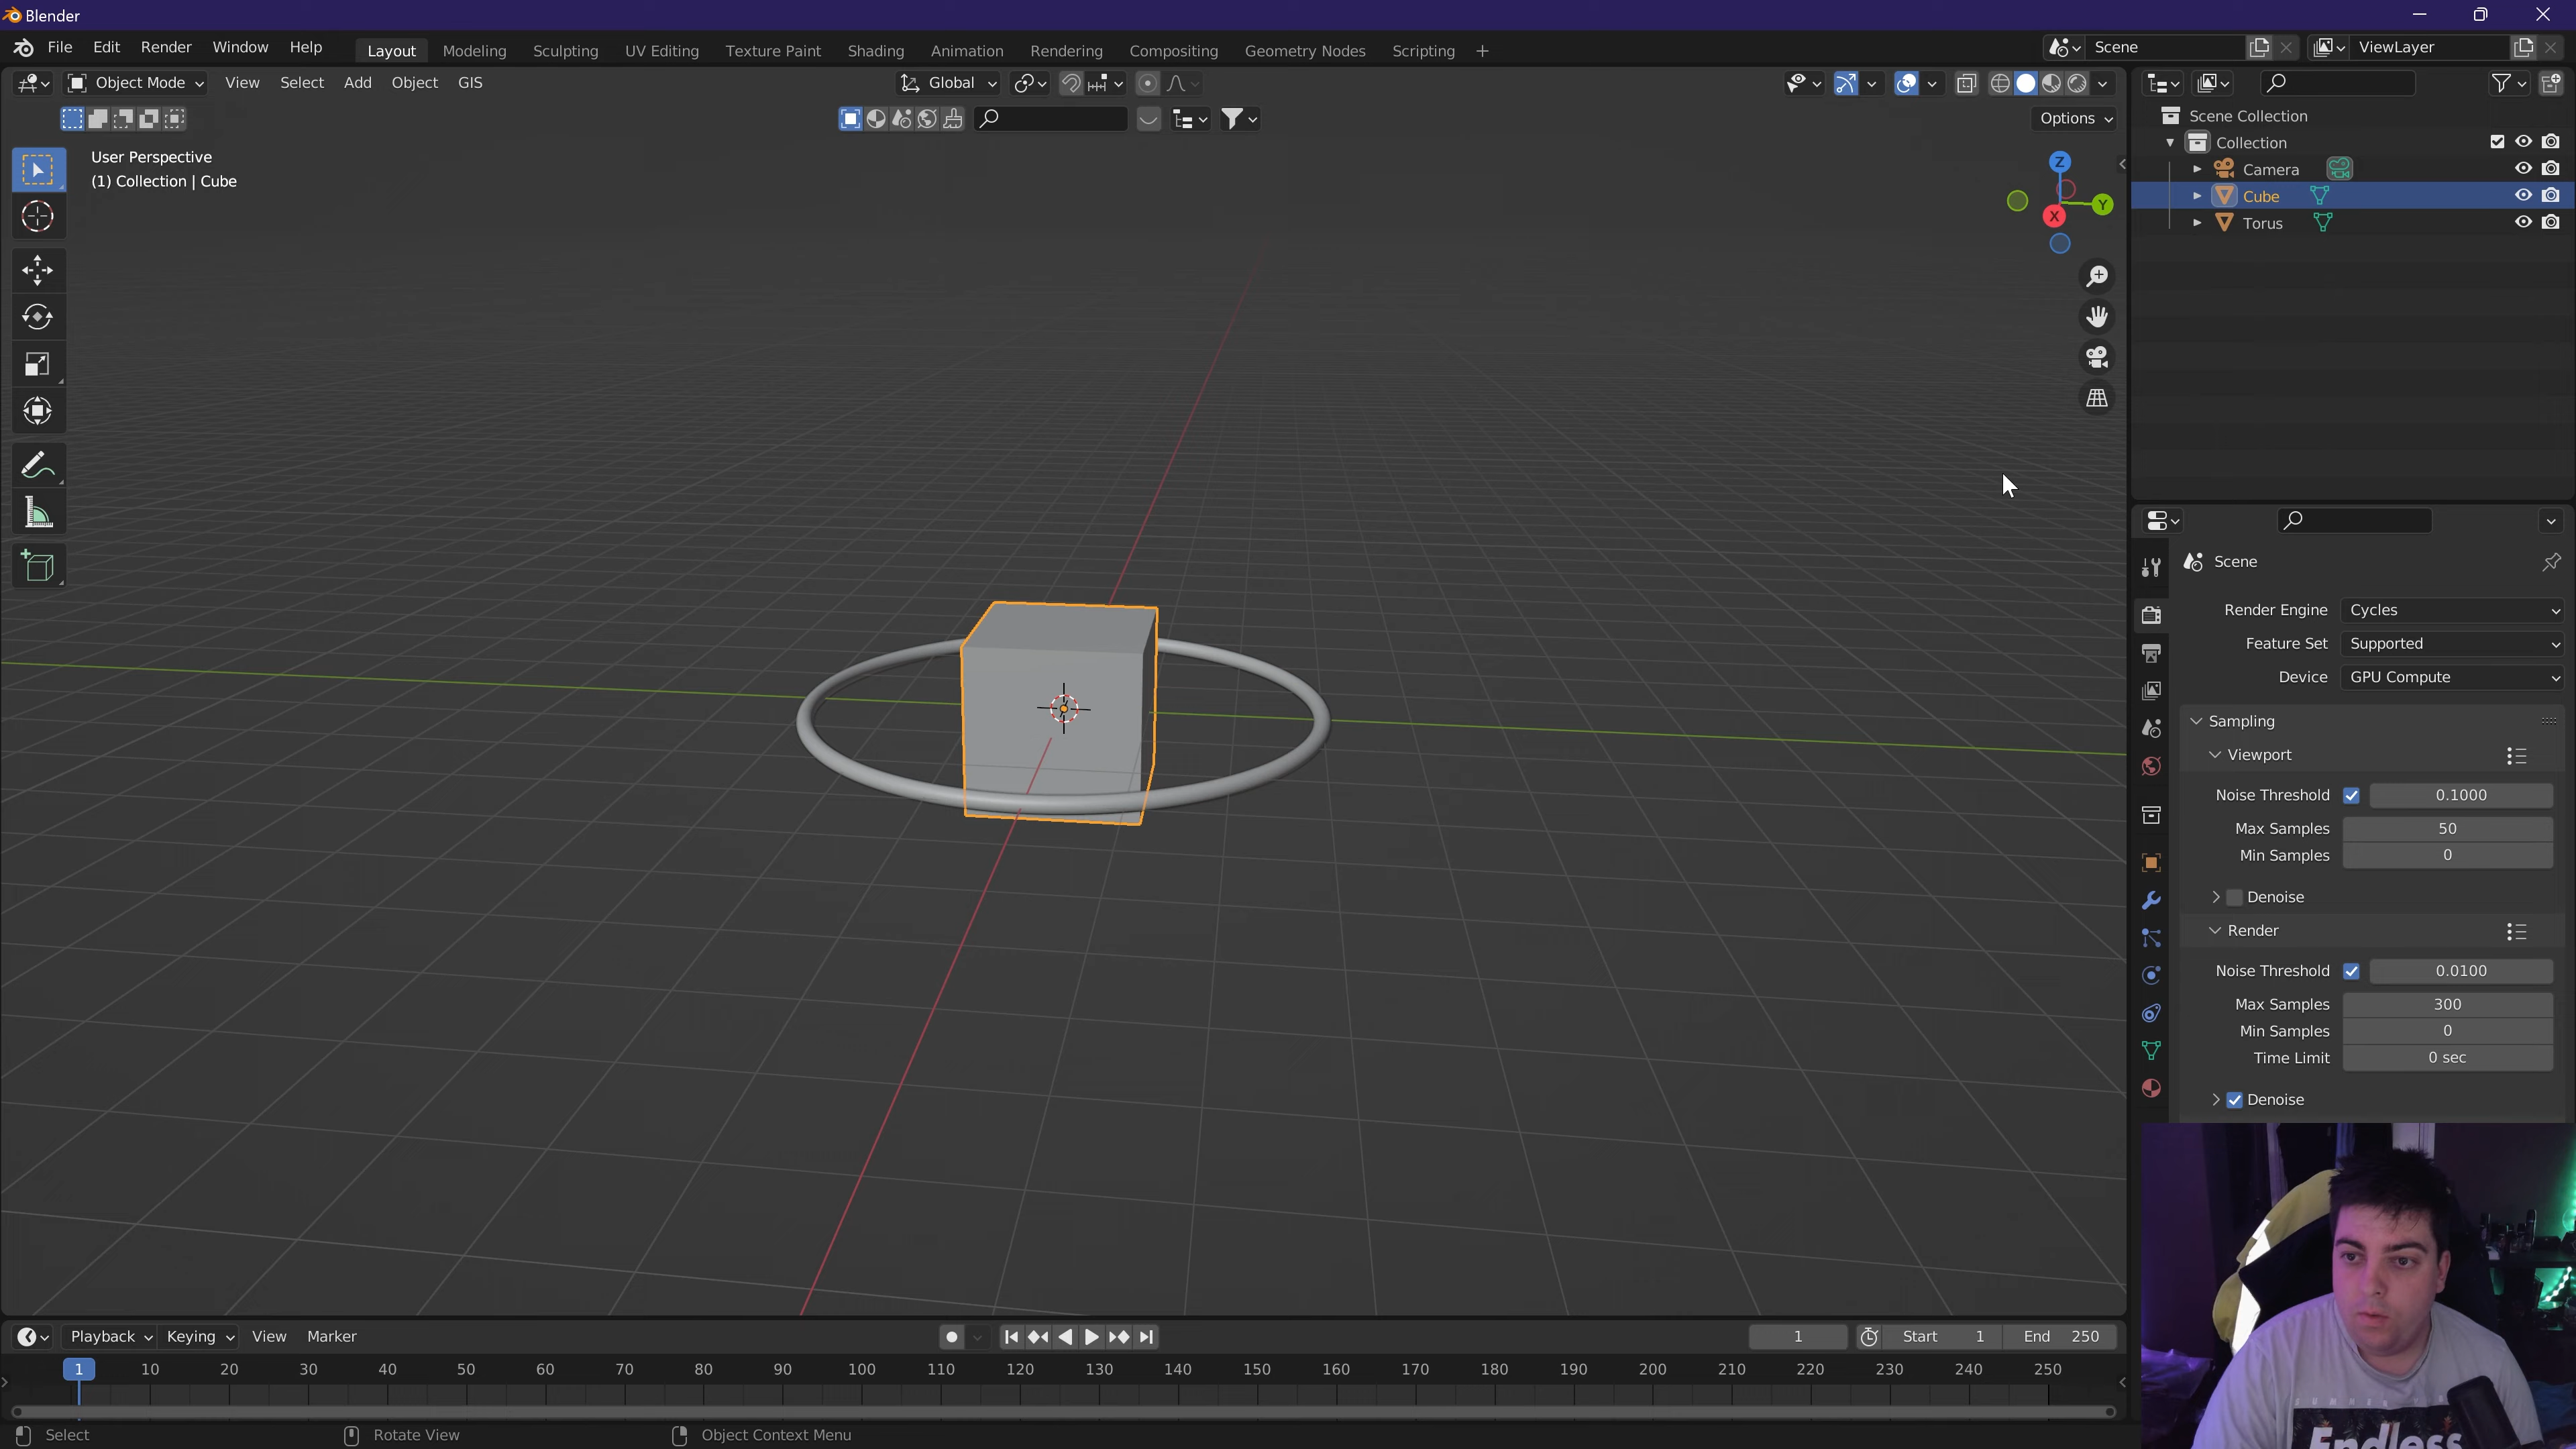 Blender
File Edit Render Window Help Layout Modeling Sculpting UV Editing Texture Paint Shading Animation Rendering Compositing Geometry Nodes Scripting + Scene ViewLayer
Object Mode View Select Add Object GIS Global
Options
User Perspective
(1) Collection | Cube
Z
Y
X
Scene Collection
Collection
Camera
Cube
Torus
Scene
Render Engine Cycles
Feature Set Supported
Device GPU Compute
Sampling
Viewport
Noise Threshold 0.1000
Max Samples 50
Min Samples 0
Denoise
Render
Noise Threshold 0.0100
Max Samples 300
Min Samples 0
Time Limit 0 sec
Denoise
Playback Keying View Marker 1 Start 1 End 250
1 10 20 30 40 50 60 70 80 90 100 110 120 130 140 150 160 170 180 190 200 210 220 230 240 250
Select Rotate View Object Context Menu
Endless